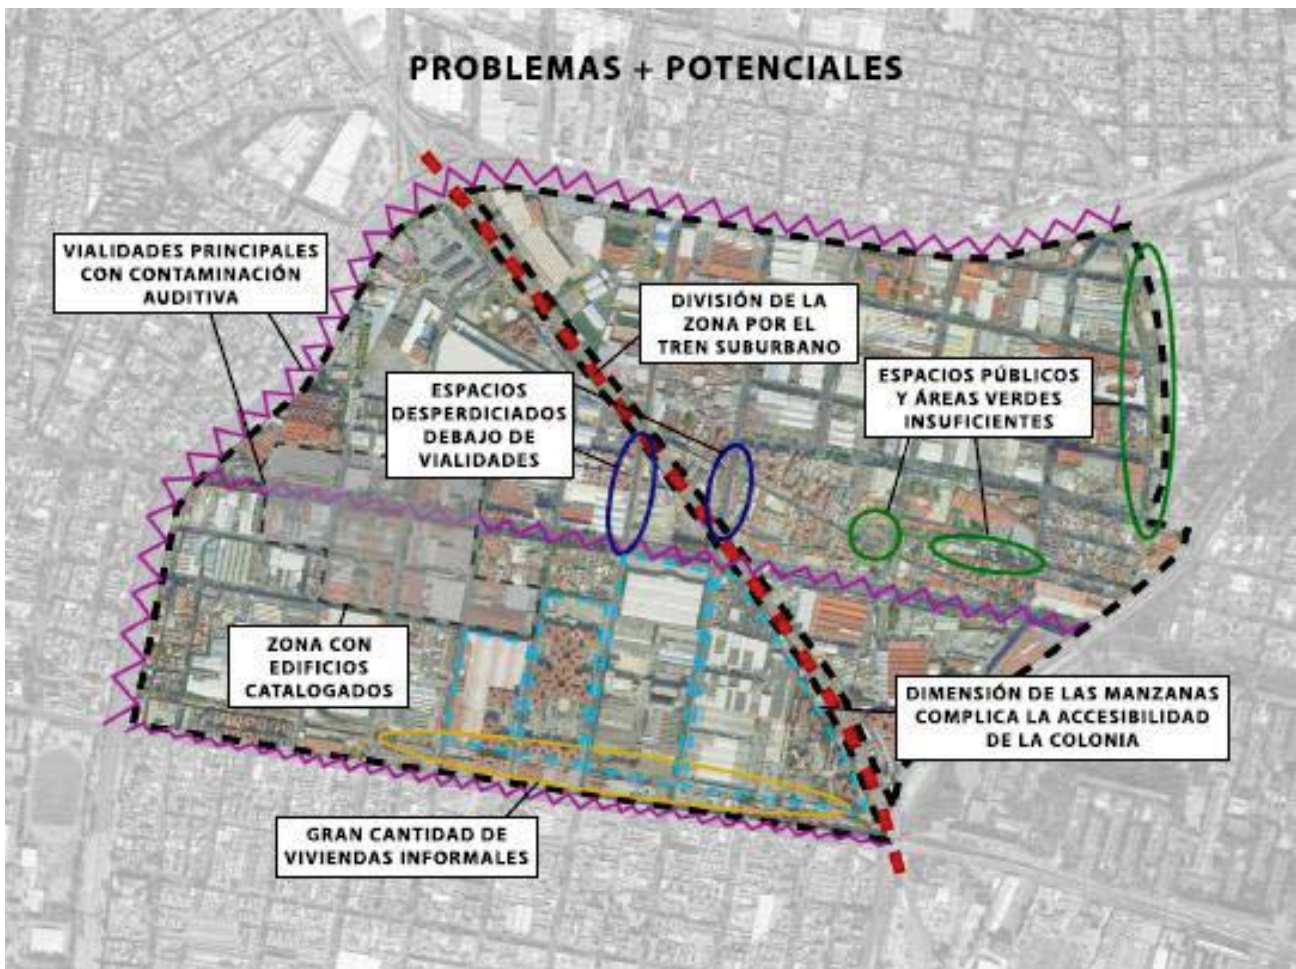 PROBLEMAS + POTENCIALES
VIALIDADES PRINCIPALES
CON CONTAMINACIÓN
AUDITIVA
DIVISIÓN DE LA
ZONA POR EL
TREN SUBURBANO
ESPACIOS
DESPERDICIADOS
DEBAJO DE
VIALIDADES
ESPACIOS PÚBLICOS
Y ÁREAS VERDES
INSUFICIENTES
ZONA CON
EDIFICIOS
CATALOGADOS
DIMENSIÓN DE LAS MANZANAS
COMPLICA LA ACCESIBILIDAD
DE LA COLONIA
GRAN CANTIDAD DE
VIVIENDAS INFORMALES